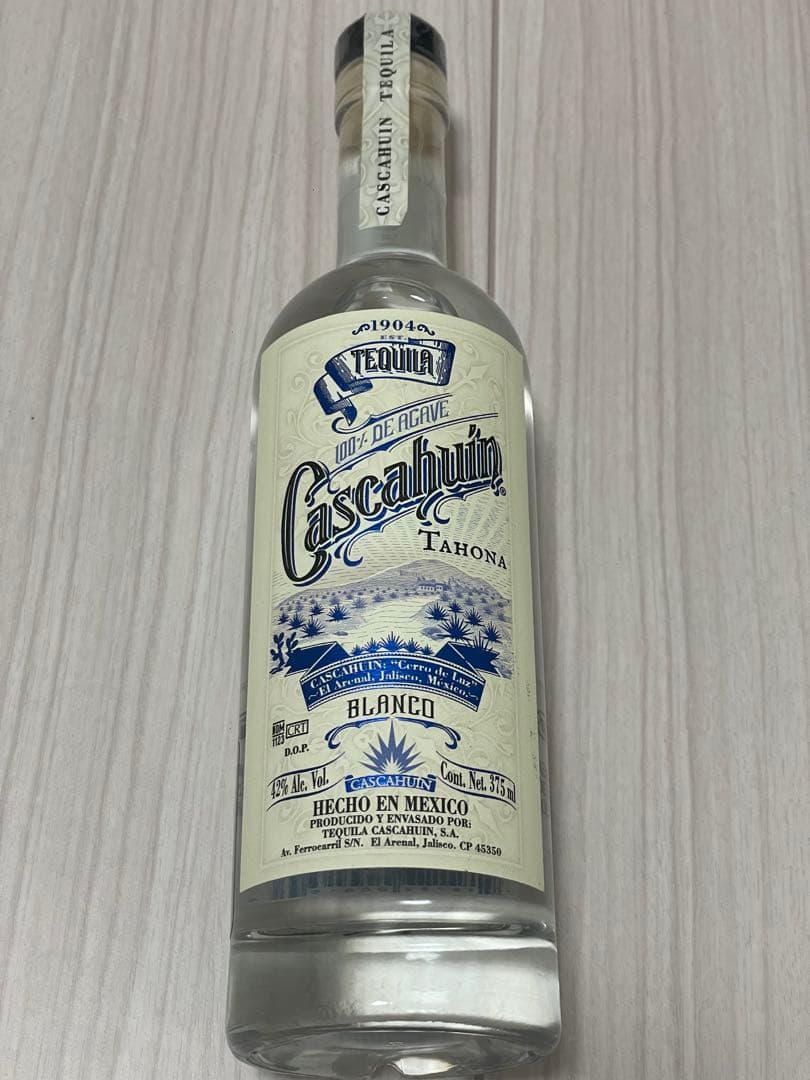 CASCAHUIN TEQUILA
1904
EST.
TEQUILA
100% DE AGAVE
Cascahuín®
TAHONA
CASCAHUIN: "Cerro de Luz"
~El Arenal, Jalisco, México.~
BLANCO
NOM
1123
CRT
D.O.P.
CASCAHUIN
42% Alc. Vol.
Cont. Net. 375 ml
HECHO EN MEXICO
PRODUCIDO Y ENVASADO POR:
TEQUILA CASCAHUIN, S.A.
Av. Ferrocarril S/N. El Arenal, Jalisco. CP 45350